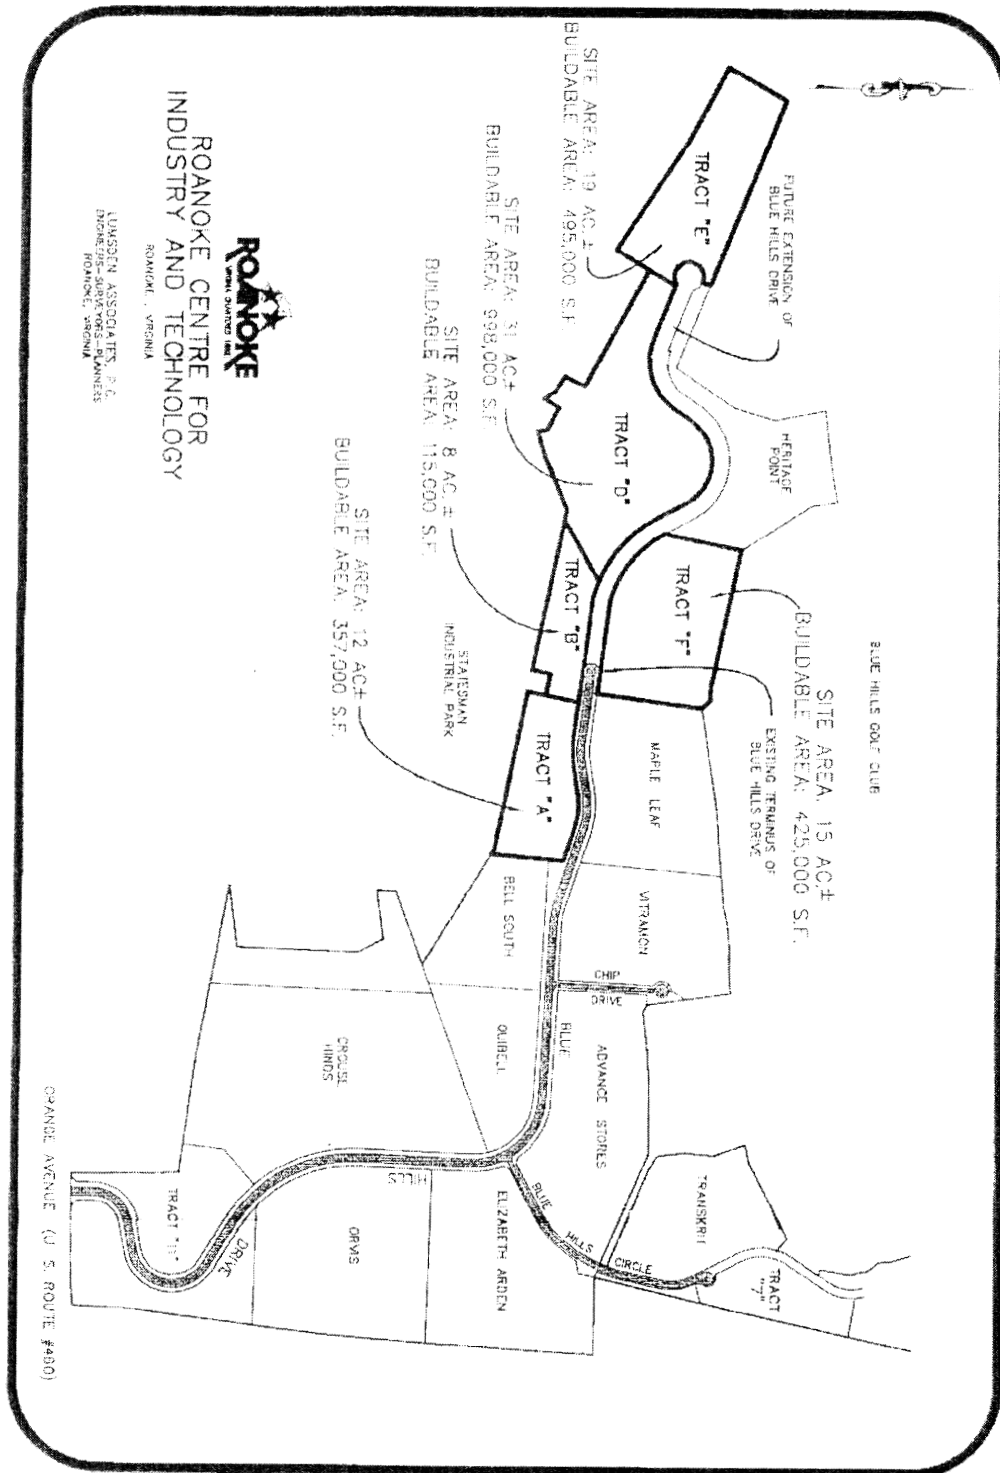 ROANOKE
VIRGINIA
ROANOKE CENTRE FOR
INDUSTRY AND TECHNOLOGY
ROANOKE, VIRGINIA
LUMSDEN ASSOCIATES, P.C.
ENGINEERS-SURVEYORS-PLANNERS
ROANOKE, VIRGINIA
SITE AREA: 19 AC.±
BUILDABLE AREA: 495,000 S.F.
SITE AREA: 31 AC.±
BUILDABLE AREA: 998,000 S.F.
SITE AREA: 8 AC.±
BUILDABLE AREA: 115,000 S.F.
SITE AREA: 12 AC±
BUILDABLE AREA: 357,000 S.F.
SITE AREA: 15 AC.±
BUILDABLE AREA: 425,000 S.F.
TRACT "E"
FUTURE EXTENSION OF
BLUE HILLS DRIVE
HERITAGE
POINT
TRACT "D"
TRACT "B"
TRACT "F"
BLUE HILLS GOLF CLUB
EXISTING TERMINUS OF
BLUE HILLS DRIVE
STATESMAN
INDUSTRIAL PARK
TRACT "A"
MAPLE LEAF
BELL SOUTH
VITRAMON
CHIP
DRIVE
BLUE
OLIBELL
CROUSE
HINDS
ADVANCE STORES
HILLS
DRIVE
BLUE
HILLS
CIRCLE
TRANSKRIT
TRACT
"7"
ELIZABETH ARDEN
ORVIS
TRACT
ORANGE AVENUE (U.S. ROUTE #460)